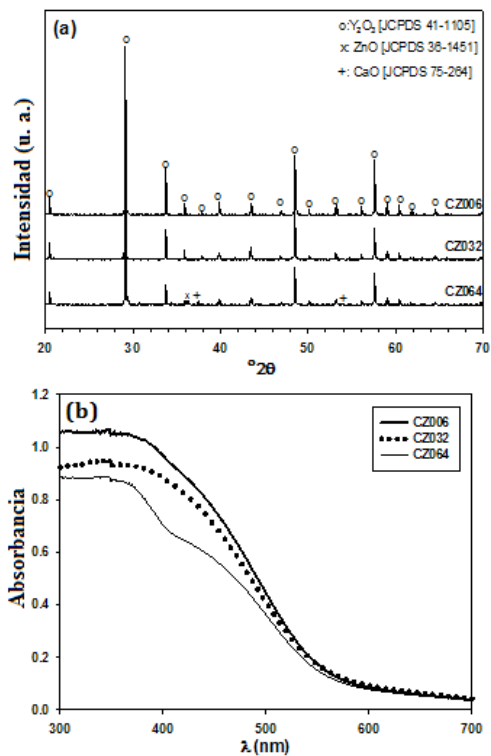 (a)
o:Y₂O₃ [JCPDS 41-1105]
x: ZnO [JCPDS 36-1451]
+: CaO [JCPDS 75-264]
Intensidad (u. a.)
o o o o o o o o o o o o o o o o o
CZ006
CZ032
x +
+
CZ064
20 30 40 50 60 70
°2θ
(b)
CZ006
CZ032
CZ064
Absorbancia
1.2
1.0
0.8
0.6
0.4
0.2
0.0
300 400 500 600 700
λ (nm)